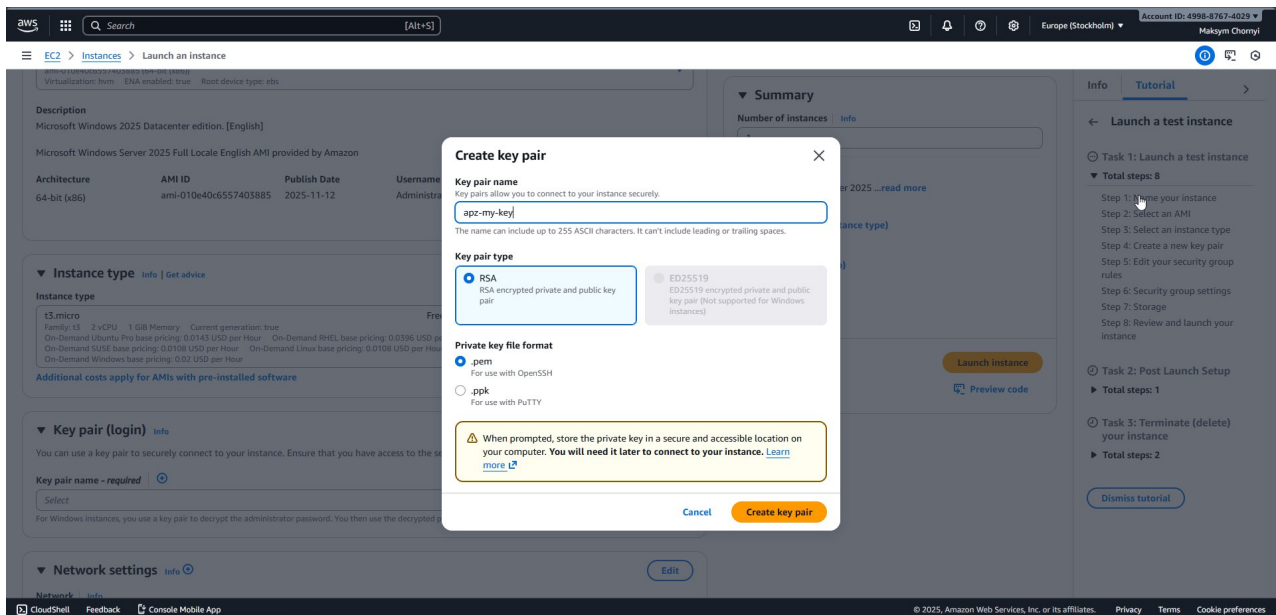 aws
Search [Alt+S]
Europe (Stockholm) ▼
Account ID: 4998-8767-4029 ▼
Maksym Chornyi
EC2 > Instances > Launch an instance
Virtualization: hvm ENA enabled: true Root device type: ebs
Description
Microsoft Windows 2025 Datacenter edition. [English]
Microsoft Windows Server 2025 Full Locale English AMI provided by Amazon
Architecture AMI ID Publish Date Username
64-bit (x86) ami-010e40c6557403885 2025-11-12 Administra
▼ Instance type Info | Get advice
Instance type
t3.micro Free
Family: t3 2 vCPU 1 GiB Memory Current generation: true
On-Demand Ubuntu Pro base pricing: 0.0143 USD per Hour On-Demand RHEL base pricing: 0.0396 USD pe
On-Demand SUSE base pricing: 0.0108 USD per Hour On-Demand Linux base pricing: 0.0108 USD per Hou
On-Demand Windows base pricing: 0.02 USD per Hour
Additional costs apply for AMIs with pre-installed software
▼ Key pair (login) Info
You can use a key pair to securely connect to your instance. Ensure that you have access to the se
Key pair name - required
Select
For Windows instances, you use a key pair to decrypt the administrator password. You then use the decrypted p
▼ Network settings Info
Edit
Network Info
Create key pair
Key pair name
Key pairs allow you to connect to your instance securely.
apz-my-key
The name can include up to 255 ASCII characters. It can't include leading or trailing spaces.
Key pair type
RSA
RSA encrypted private and public key
pair
ED25519
ED25519 encrypted private and public
key pair (Not supported for Windows
instances)
Private key file format
.pem
For use with OpenSSH
.ppk
For use with PuTTY
When prompted, store the private key in a secure and accessible location on
your computer. You will need it later to connect to your instance. Learn
more
Cancel
Create key pair
▼ Summary
Number of instances Info
er 2025 ...read more
ance type)
Launch instance
Preview code
Info Tutorial
← Launch a test instance
Task 1: Launch a test instance
▼ Total steps: 8
Step 1: Name your instance
Step 2: Select an AMI
Step 3: Select an instance type
Step 4: Create a new key pair
Step 5: Edit your security group
rules
Step 6: Security group settings
Step 7: Storage
Step 8: Review and launch your
instance
Task 2: Post Launch Setup
▶ Total steps: 1
Task 3: Terminate (delete)
your instance
▶ Total steps: 2
Dismiss tutorial
CloudShell Feedback Console Mobile App
© 2025, Amazon Web Services, Inc. or its affiliates. Privacy Terms Cookie preferences